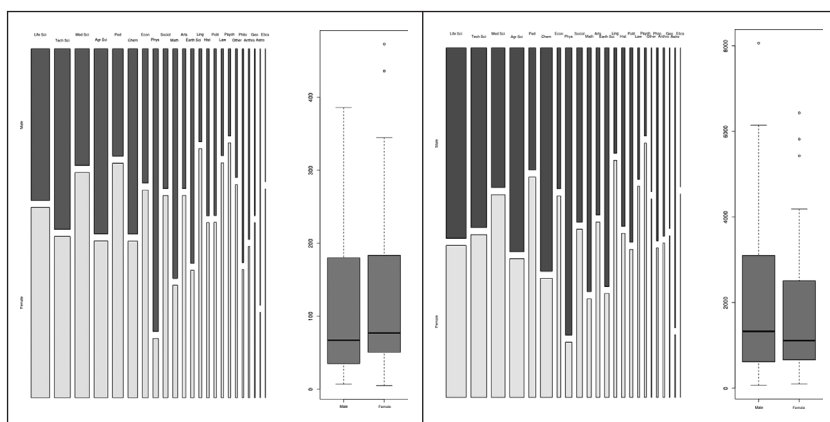 Life Sci Med Sci Ped Econ Sociol Arts Ling Polit Psych Philo Geo
Tech Sci Agr Sci Chem Phys Math Earth Sci Hist Law Other Anthro Astro
Male
Female
400
300
200
100
0
Male Female
Life Sci Med Sci Ped Econ Sociol Arts Ling Polit Psych Philo Geo
Tech Sci Agr Sci Chem Phys Math Earth Sci Hist Law Other Anthro Astro
Male
Female
8000
6000
4000
2000
0
Male Female